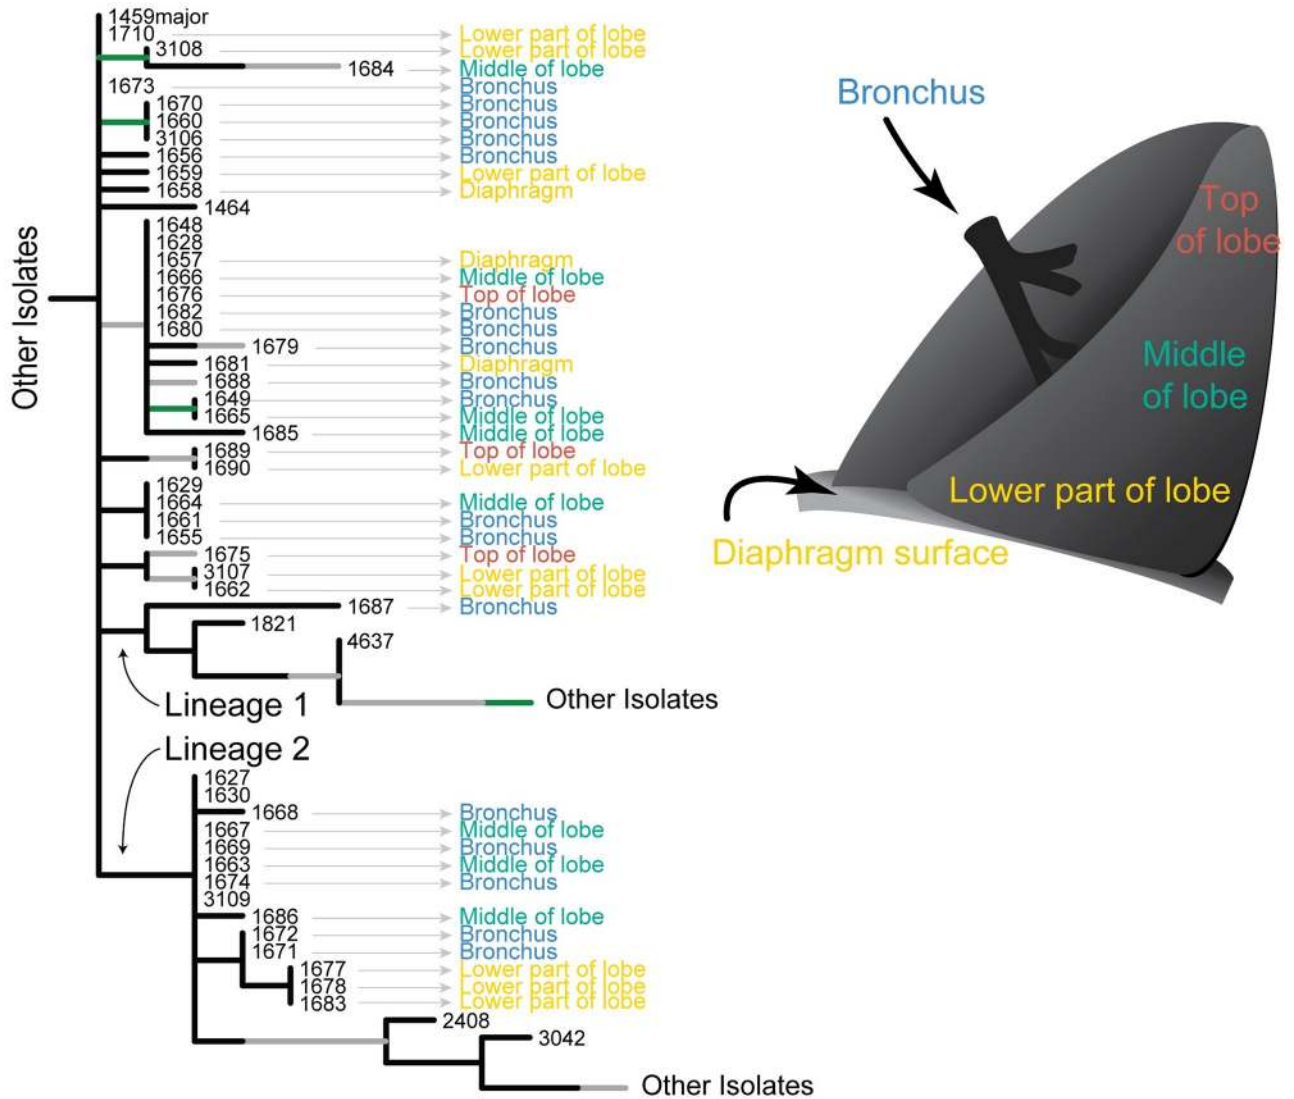 Other Isolates
1459major
1710 Lower part of lobe
3108 Lower part of lobe
1684 Middle of lobe
1673 Bronchus
1670 Bronchus
1660 Bronchus
3106 Bronchus
1656 Bronchus
1659 Lower part of lobe
1658 Diaphragm
1464
1648
1628
1657 Diaphragm
1666 Middle of lobe
1676 Top of lobe
1682 Bronchus
1680 Bronchus
1679 Bronchus
1681 Diaphragm
1688 Bronchus
1649 Bronchus
1665 Middle of lobe
1685 Middle of lobe
1689 Top of lobe
1690 Lower part of lobe
1629
1664 Middle of lobe
1661 Bronchus
1655 Bronchus
1675 Top of lobe
3107 Lower part of lobe
1662 Lower part of lobe
1687 Bronchus
1821
4637
Other Isolates
Lineage 1
Lineage 2
1627
1630
1668 Bronchus
1667 Middle of lobe
1669 Bronchus
1663 Middle of lobe
1674 Bronchus
3109
1686 Middle of lobe
1672 Bronchus
1671 Bronchus
1677 Lower part of lobe
1678 Lower part of lobe
1683 Lower part of lobe
2408
3042
Other Isolates
Bronchus
Top
of lobe
Middle
of lobe
Lower part of lobe
Diaphragm surface